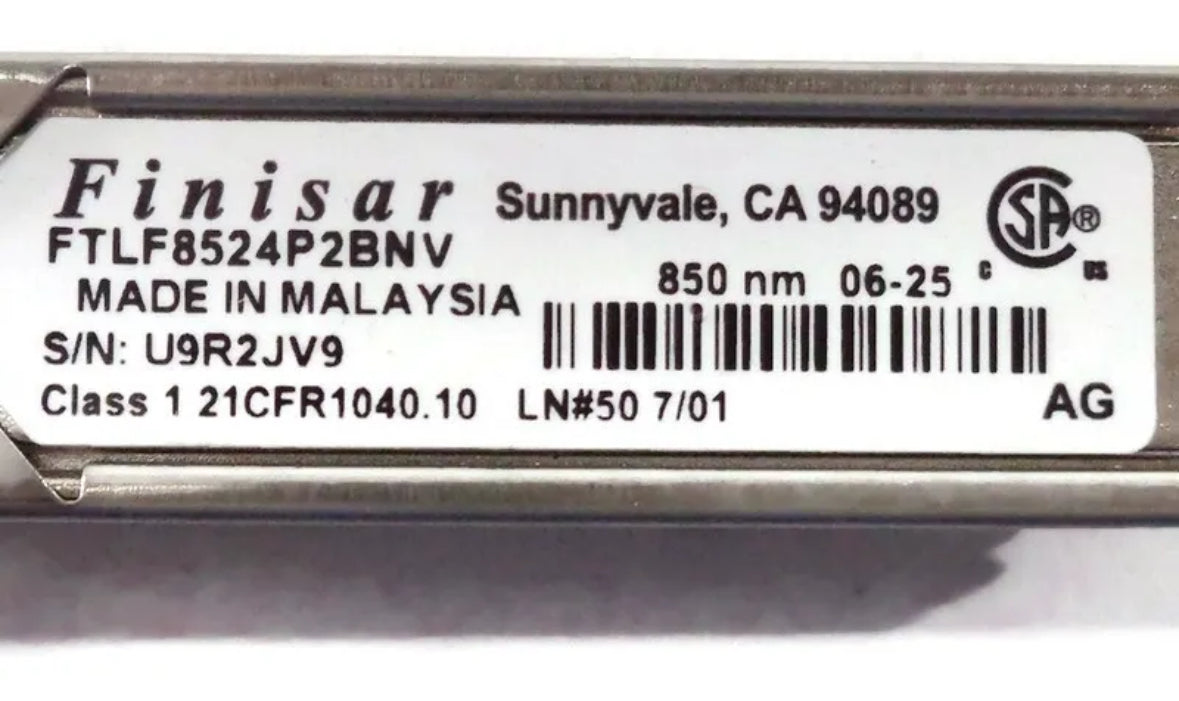 Finisar Sunnyvale, CA 94089
FTLF8524P2BNV
850 nm 06-25
MADE IN MALAYSIA
S/N: U9R2JV9
Class 1 21CFR1040.10 LN#50 7/01
AG
SA®
C US